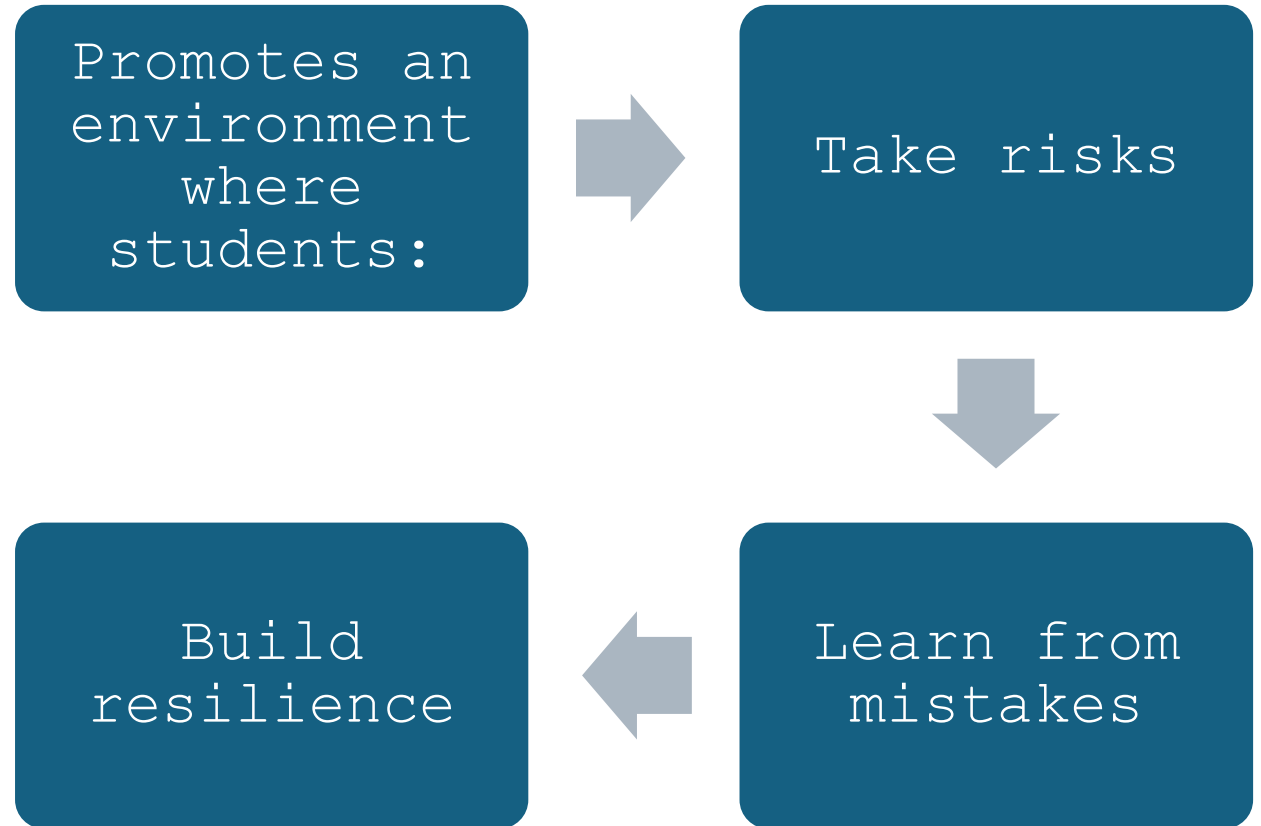 Promotes an
environment
where
students:
Take risks
Learn from
mistakes
Build
resilience